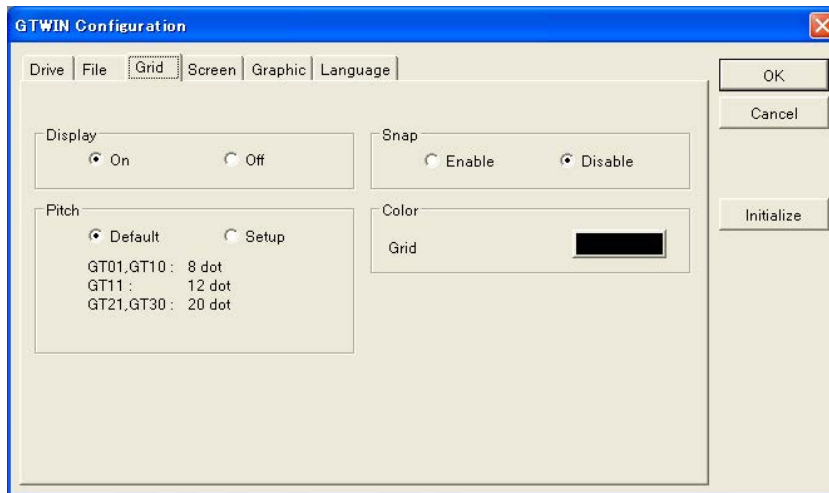 GTWIN Configuration
Drive File Grid Screen Graphic Language
OK
Cancel
Initialize
Display
On Off
Snap
Enable Disable
Pitch
Default Setup
GT01,GT10 : 8 dot
GT11 : 12 dot
GT21,GT30 : 20 dot
Color
Grid